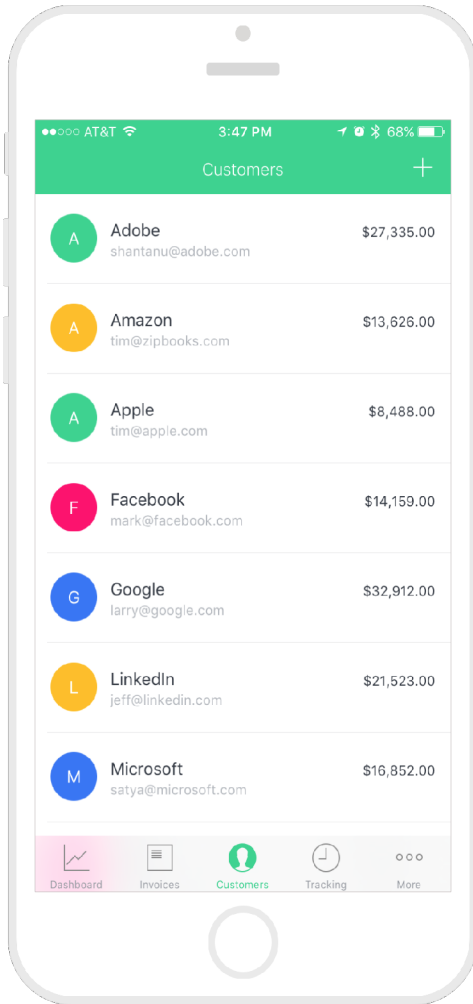 AT&T 3:47 PM 68%
Customers +
A Adobe $27,335.00
shantanu@adobe.com
A Amazon $13,626.00
tim@zipbooks.com
A Apple $8,488.00
tim@apple.com
F Facebook $14,159.00
mark@facebook.com
G Google $32,912.00
larry@google.com
L LinkedIn $21,523.00
jeff@linkedin.com
M Microsoft $16,852.00
satya@microsoft.com
Dashboard Invoices Customers Tracking More